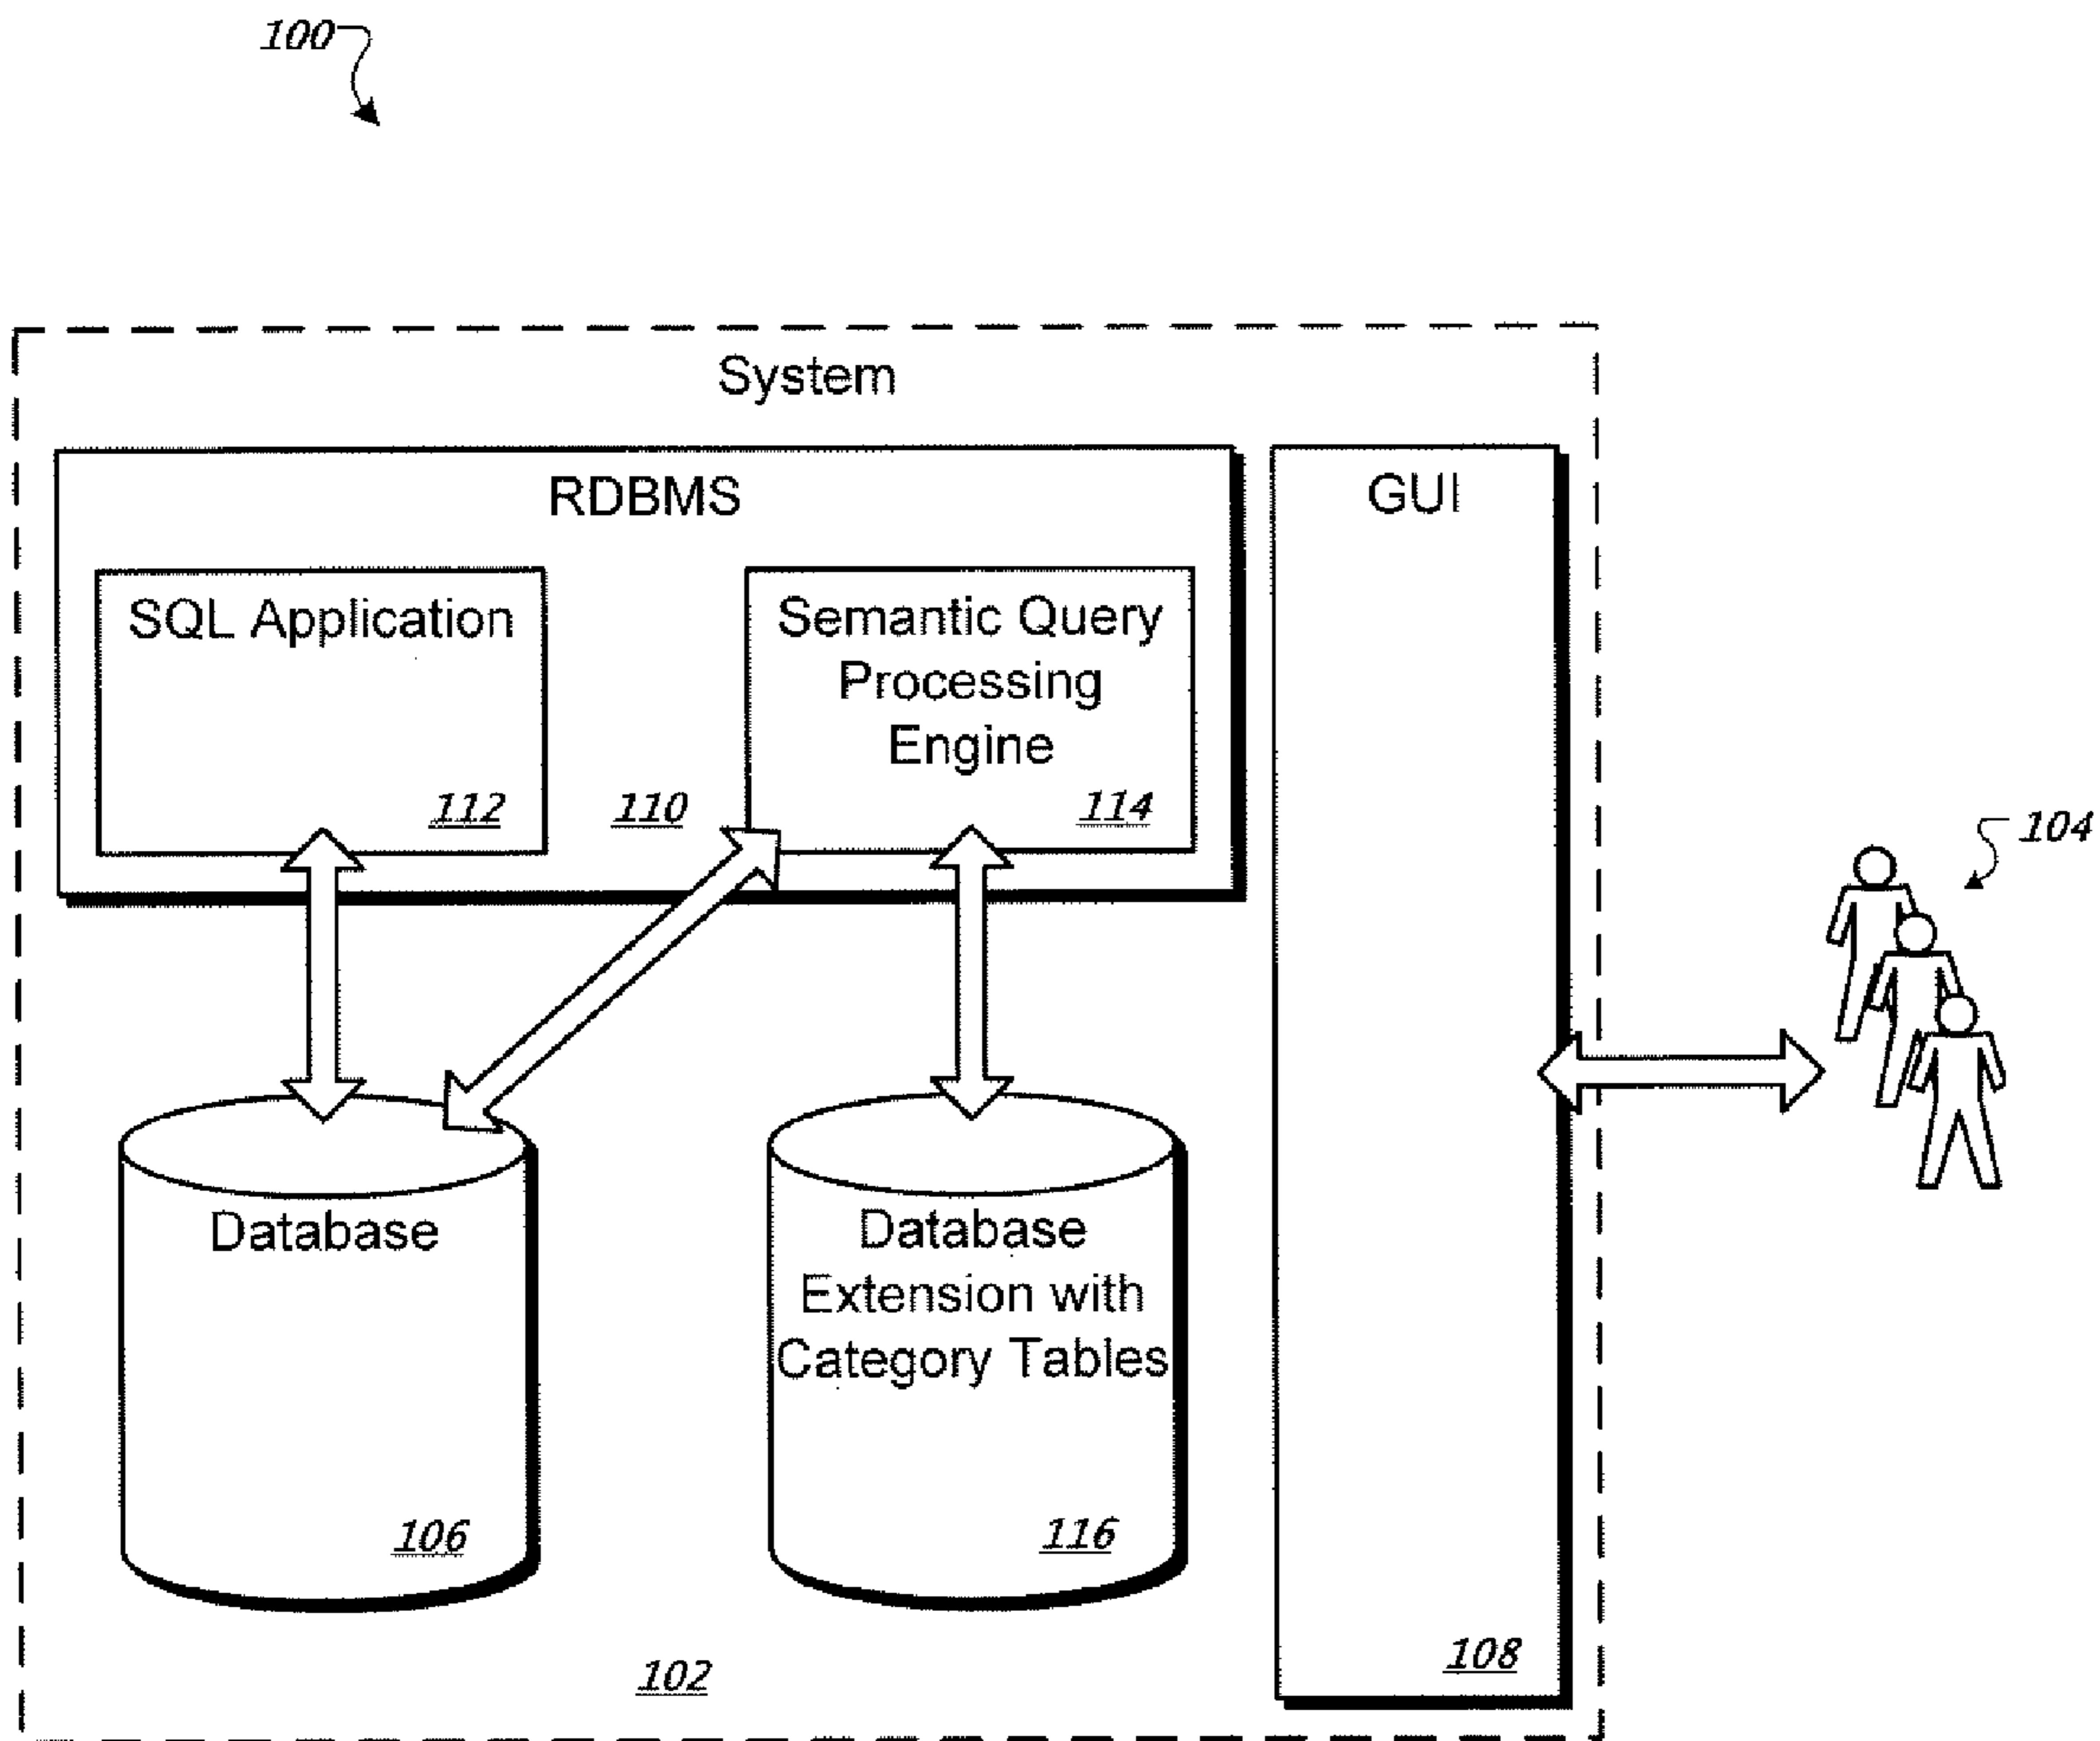 100
System
RDBMS
GUI
SQL Application
Semantic Query
Processing
Engine
112
110
114
104
Database
Database
Extension with
Category Tables
106
116
102
108